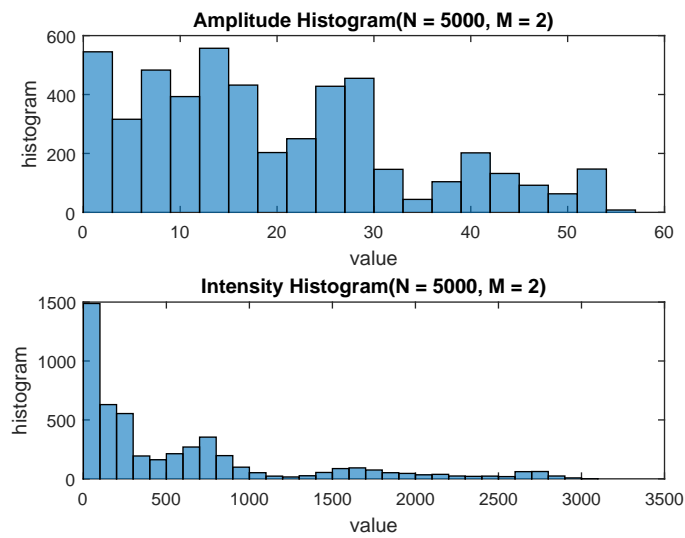 Amplitude Histogram(N = 5000, M = 2)
600
400
200
0
histogram
0 10 20 30 40 50 60
value
Intensity Histogram(N = 5000, M = 2)
1500
1000
500
0
histogram
0 500 1000 1500 2000 2500 3000 3500
value